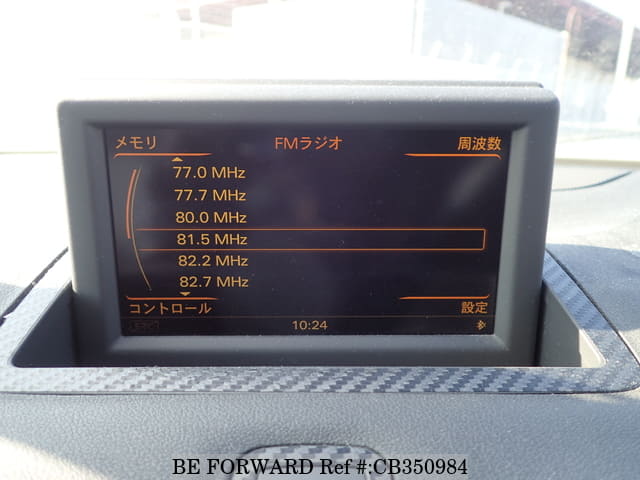 メモリ FMラジオ 周波数
77.0 MHz
77.7 MHz
80.0 MHz
81.5 MHz
82.2 MHz
82.7 MHz
コントロール 設定
10:24
BE FORWARD Ref #:CB350984